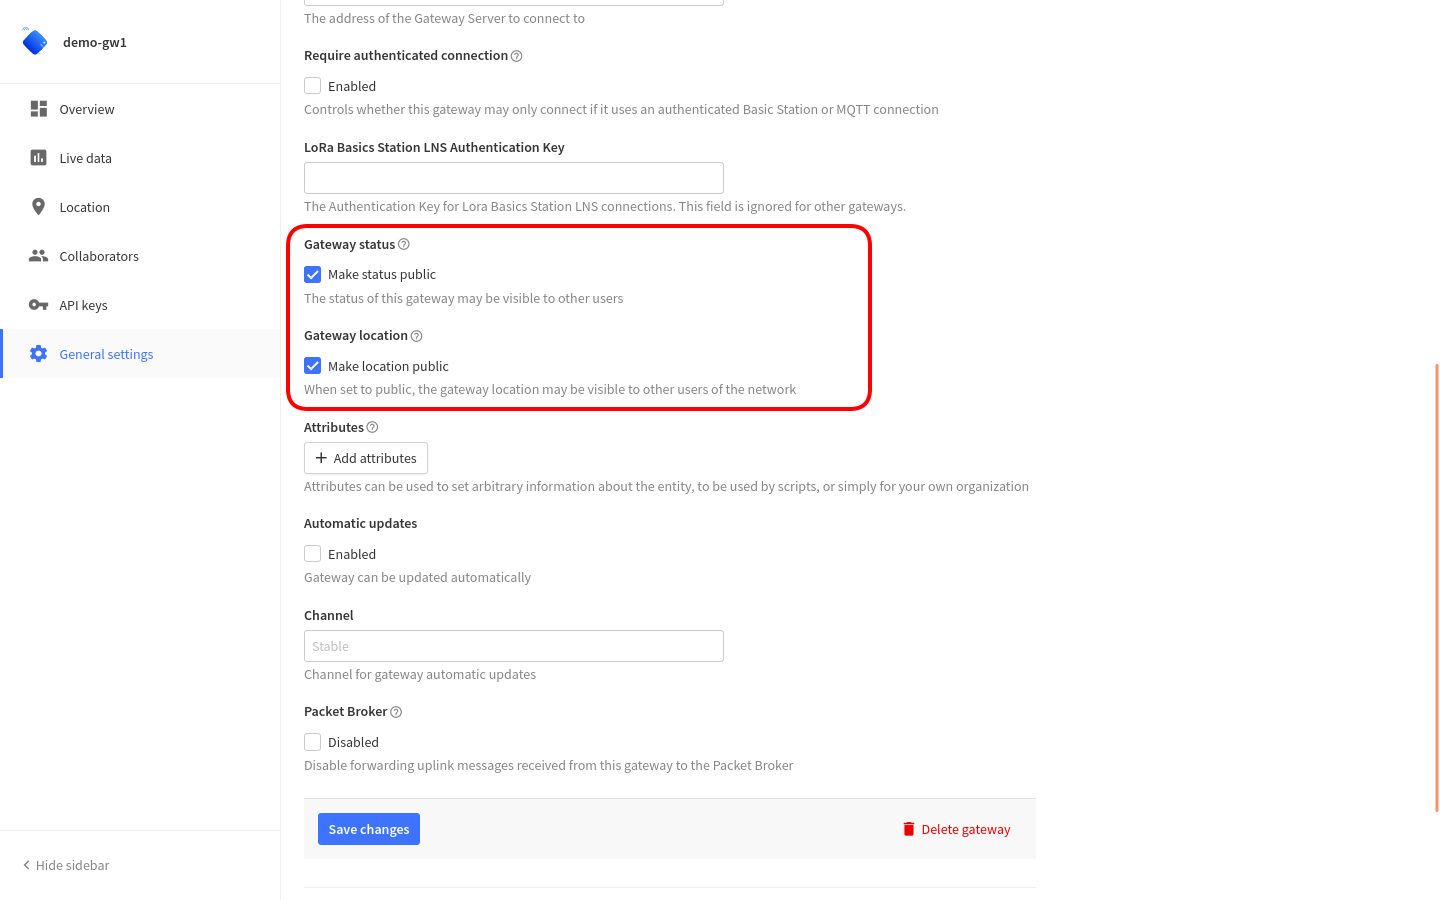 demo-gw1
Overview
Live data
Location
Collaborators
API keys
General settings
Hide sidebar
The address of the Gateway Server to connect to
Require authenticated connection
Enabled
Controls whether this gateway may only connect if it uses an authenticated Basic Station or MQTT connection
LoRa Basics Station LNS Authentication Key
The Authentication Key for Lora Basics Station LNS connections. This field is ignored for other gateways.
Gateway status
Make status public
The status of this gateway may be visible to other users
Gateway location
Make location public
When set to public, the gateway location may be visible to other users of the network
Attributes
Add attributes
Attributes can be used to set arbitrary information about the entity, to be used by scripts, or simply for your own organization
Automatic updates
Enabled
Gateway can be updated automatically
Channel
Stable
Channel for gateway automatic updates
Packet Broker
Disabled
Disable forwarding uplink messages received from this gateway to the Packet Broker
Save changes
Delete gateway